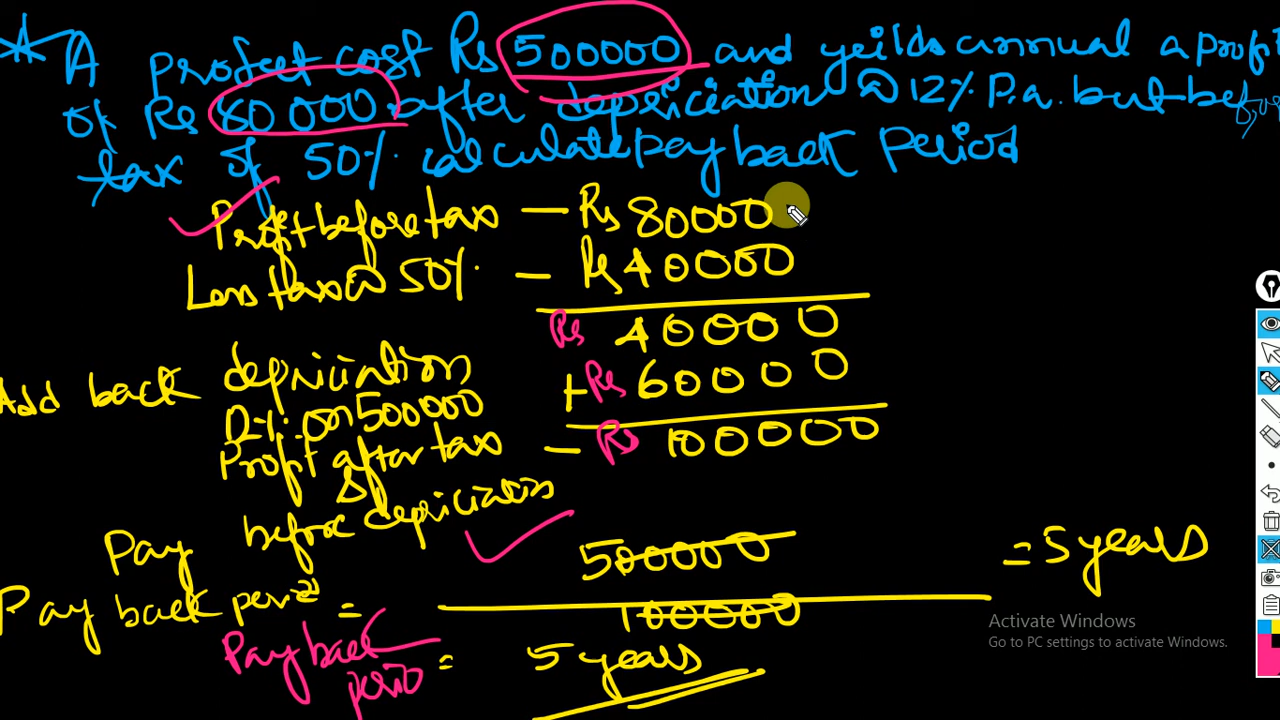 A project cost Rs 500000 and yeilds annual a profit
of Rs 80000 after depriciation @ 12% P.a. but before
tax of 50% calculate pay back Period
Profit before tax — Rs 80000
Less tax @ 50% — Rs 40000
Rs 40000
Add back depriciation + Rs 60000
12% on 500000
Profit after tax — Rs 100000
&
before depriciation
Pay
500000
Pay back period = = 5 years
100000
Pay back period = 5 years
Activate Windows
Go to PC settings to activate Windows.